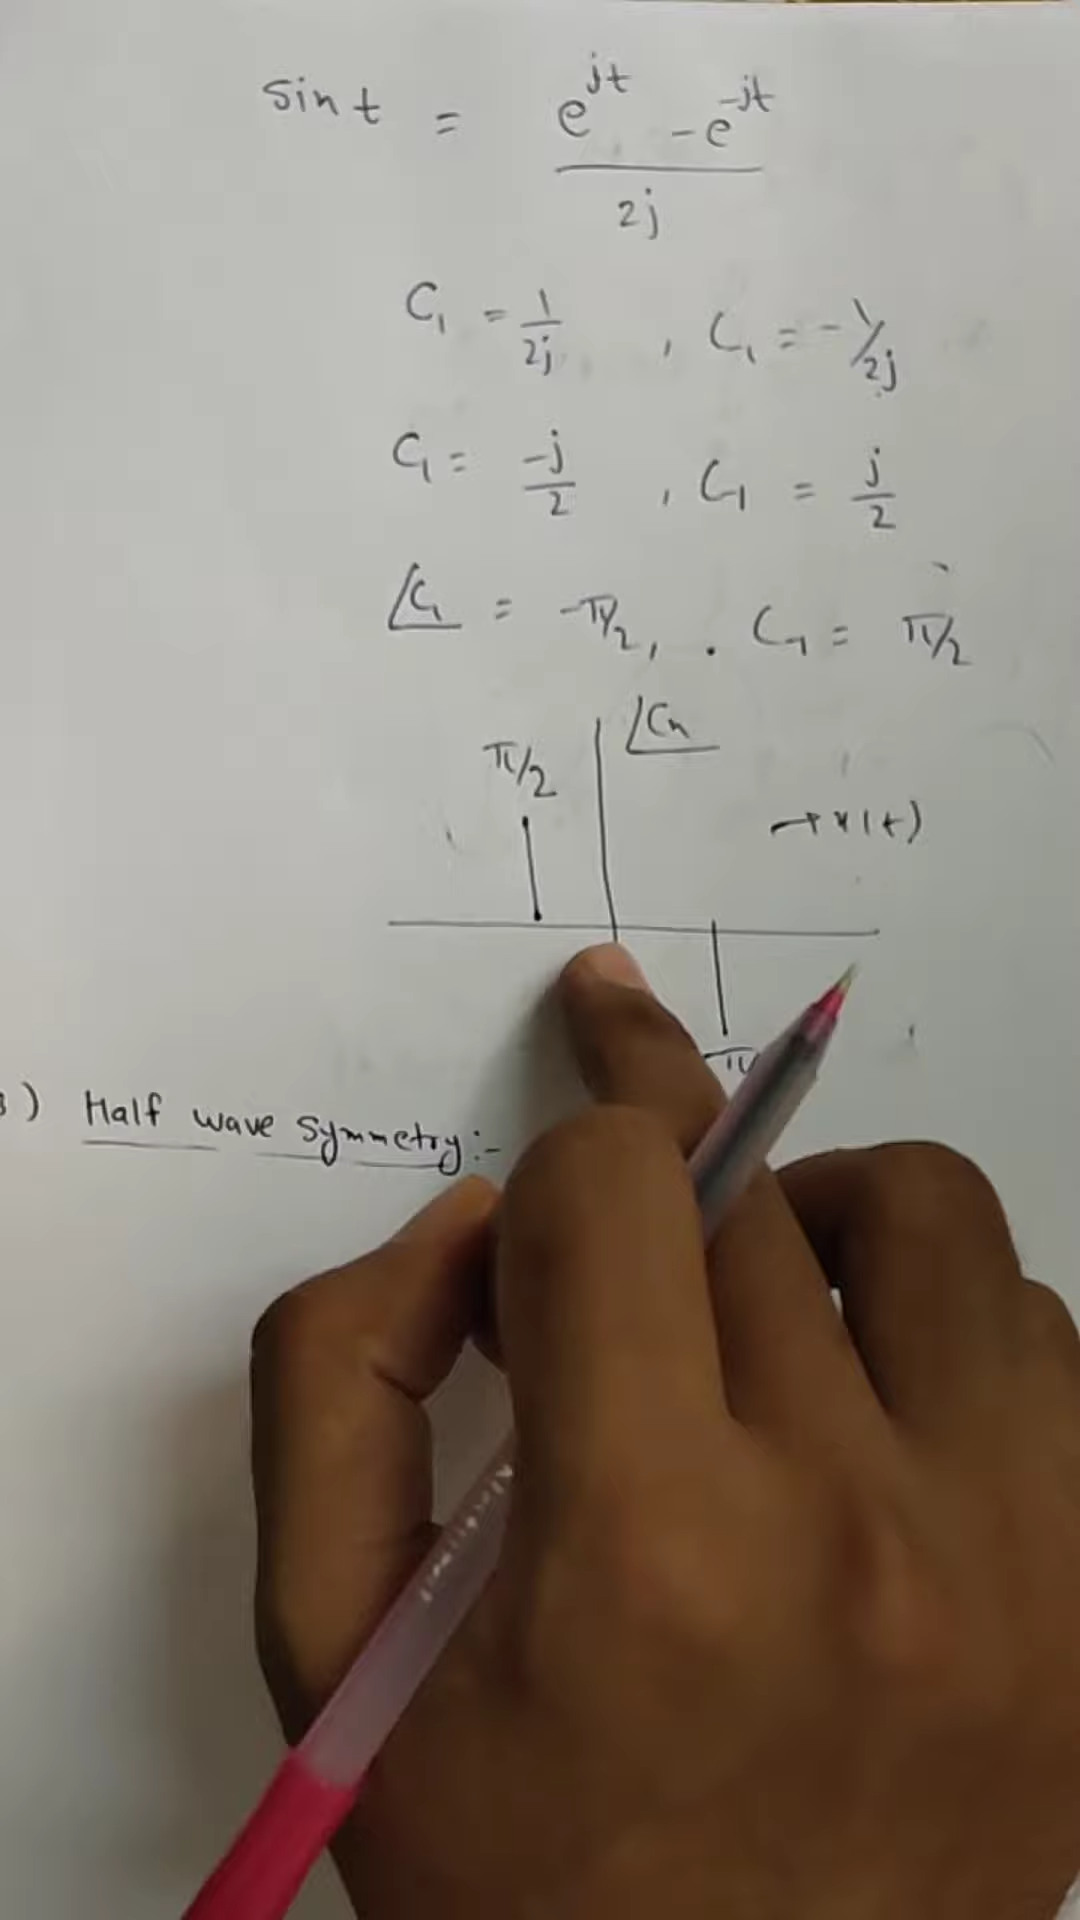 sin t = e^{jt} - e^{-jt} / 2j
C₁ = 1/2j , C₁ = -1/2j
C₁ = -j/2 , C₁ = j/2
∠C₁ = -π/2, . C₋₁ = π/2
∠Cn
π/2
→ x(t)
) Half wave symmetry:-